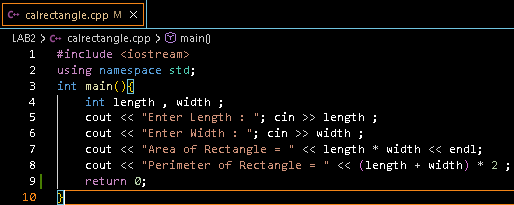 calrectangle.cpp M ×
LAB2 > calrectangle.cpp > main()
1 #include <iostream>
2 using namespace std;
3 int main(){
4 int length , width ;
5 cout << "Enter Length : "; cin >> length ;
6 cout << "Enter Width : "; cin >> width ;
7 cout << "Area of Rectangle = " << length * width << endl;
8 cout << "Perimeter of Rectangle = " << (length + width) * 2 ;
9 return 0;
10 }